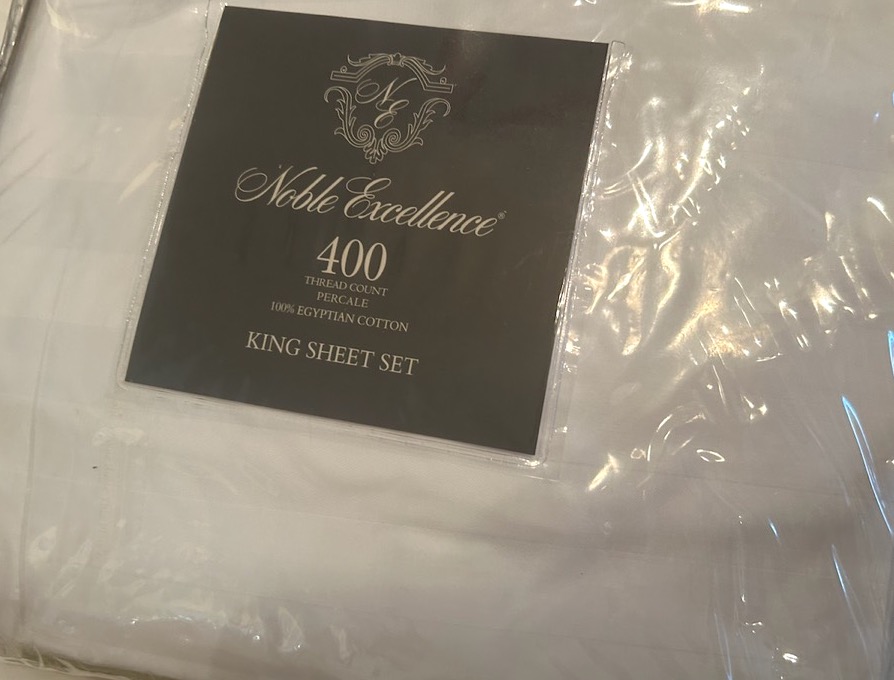 NE
Noble Excellence®
400
THREAD COUNT
PERCALE
100% EGYPTIAN COTTON
KING SHEET SET